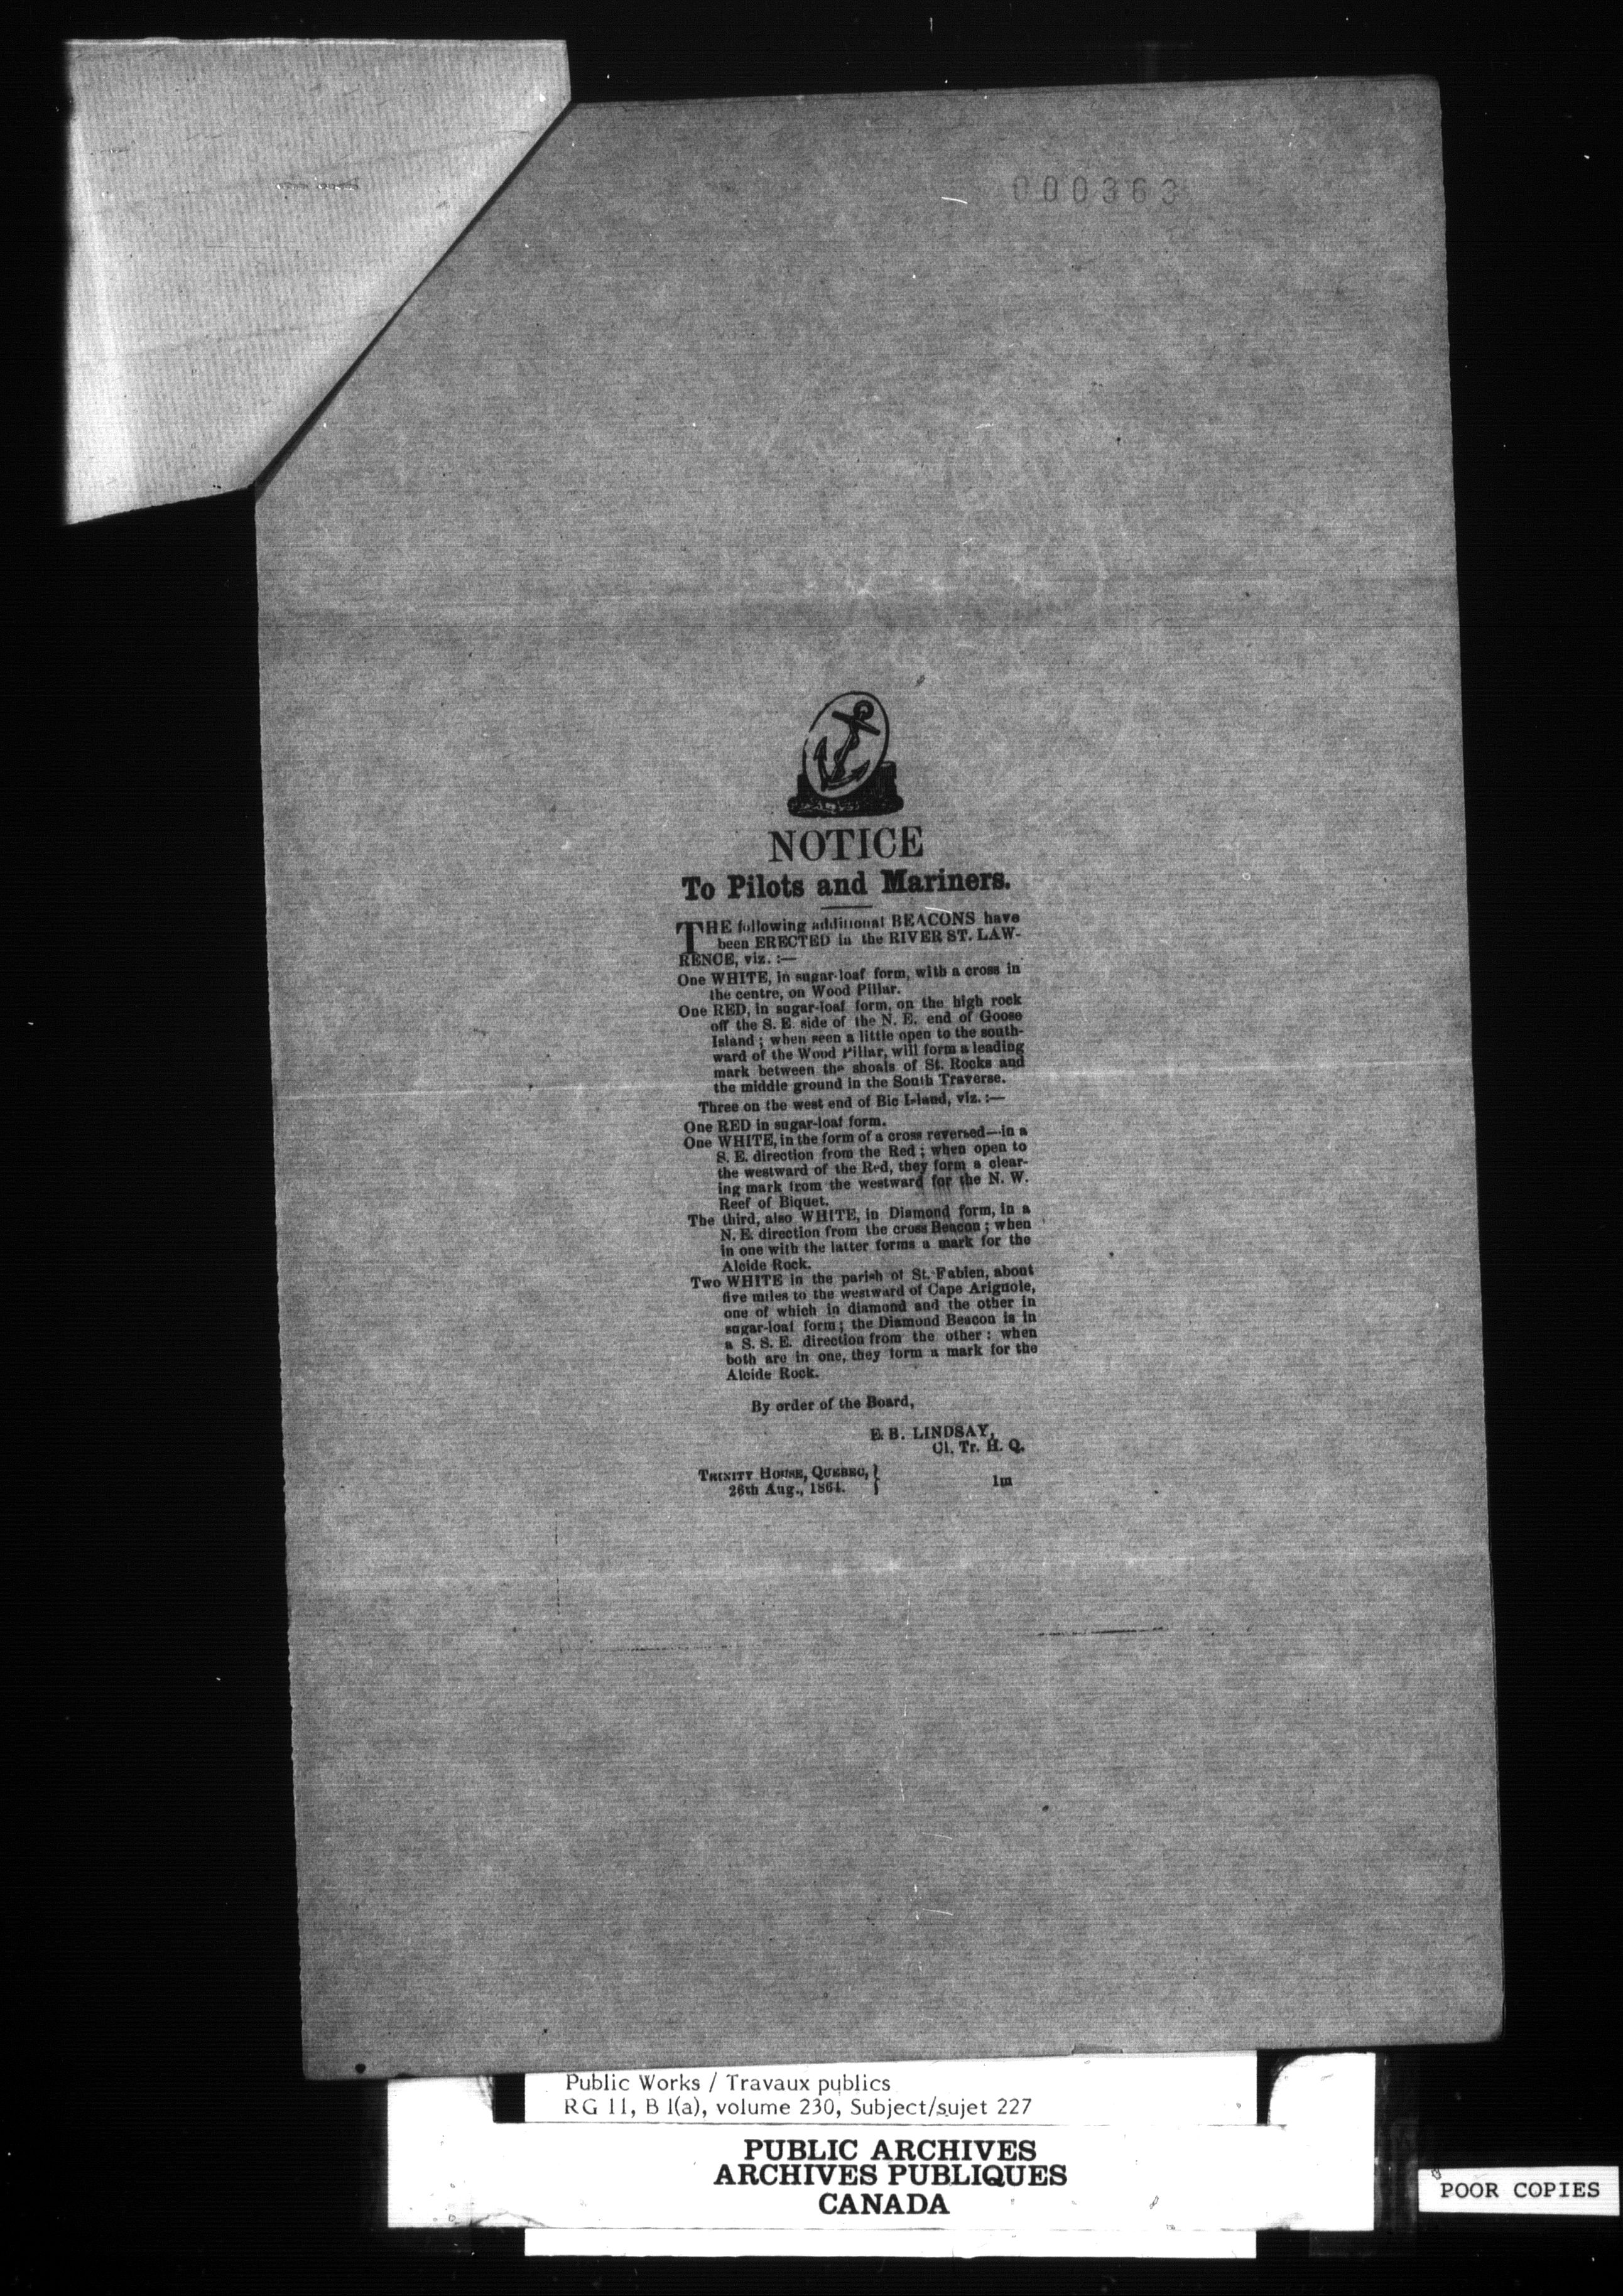 000363
NOTICE
To Pilots and Mariners.
THE following additional BEACONS have
been ERECTED in the RIVER ST. LAW-
RENCE, viz. :—
One WHITE, in sugar-loaf form, with a cross in
the centre, on Wood Pillar.
One RED, in sugar-loaf form, on the high rock
off the S. E. side of the N. E. end of Goose
Island ; when seen a little open to the south-
ward of the Wood Pillar, will form a leading
mark between the shoals of St. Rocks and
the middle ground in the South Traverse.
Three on the west end of Bic Island, viz. :—
One RED in sugar-loaf form.
One WHITE, in the form of a cross reversed—in a
S. E. direction from the Red ; when open to
the westward of the Red, they form a clear-
ing mark from the westward for the N. W.
Reef of Biquet.
The third, also WHITE, in Diamond form, in a
N. E. direction from the cross Beacon ; when
in one with the latter forms a mark for the
Alcide Rock.
Two WHITE in the parish of St. Fabien, about
five miles to the westward of Cape Arignole,
one of which in diamond and the other in
sugar-loaf form ; the Diamond Beacon is in
a S. S. E. direction from the other : when
both are in one, they form a mark for the
Alcide Rock.
By order of the Board,
E. B. LINDSAY,
Cl. Tr. H. Q.
TRINITY HOUSE, QUEBEC, }
26th Aug., 1864. 1m
Public Works / Travaux publics
RG 11, B 1(a), volume 230, Subject/sujet 227
PUBLIC ARCHIVES
ARCHIVES PUBLIQUES
CANADA
POOR COPIES